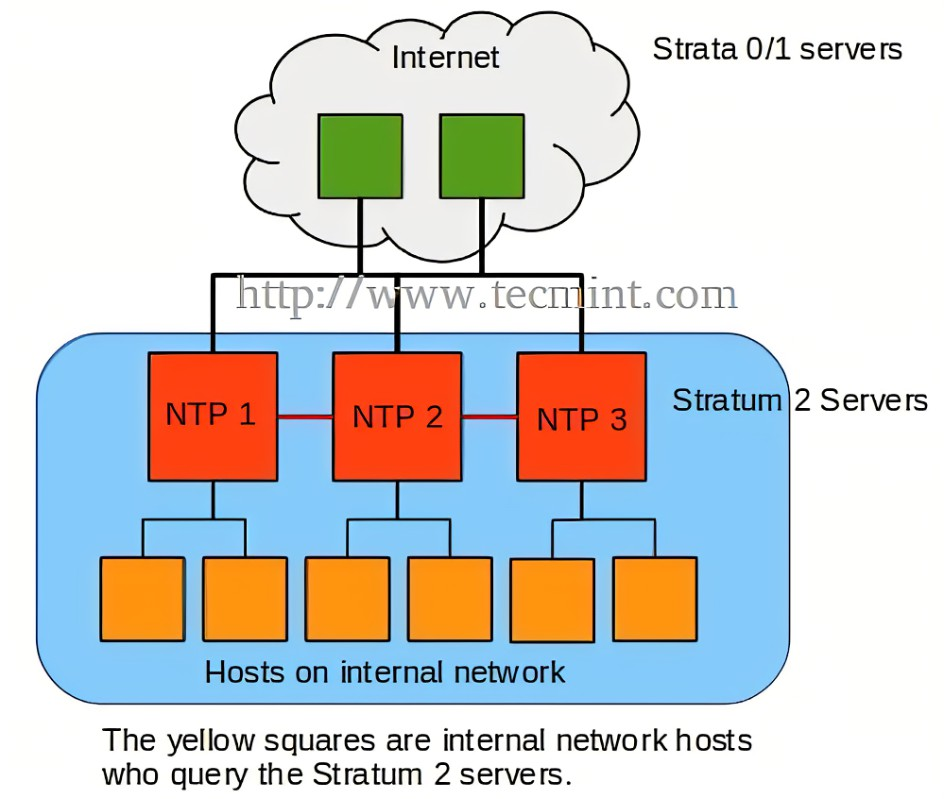 Internet
Strata 0/1 servers
http://www.tecmint.com
NTP 1
NTP 2
NTP 3
Stratum 2 Servers
Hosts on internal network
The yellow squares are internal network hosts
who query the Stratum 2 servers.